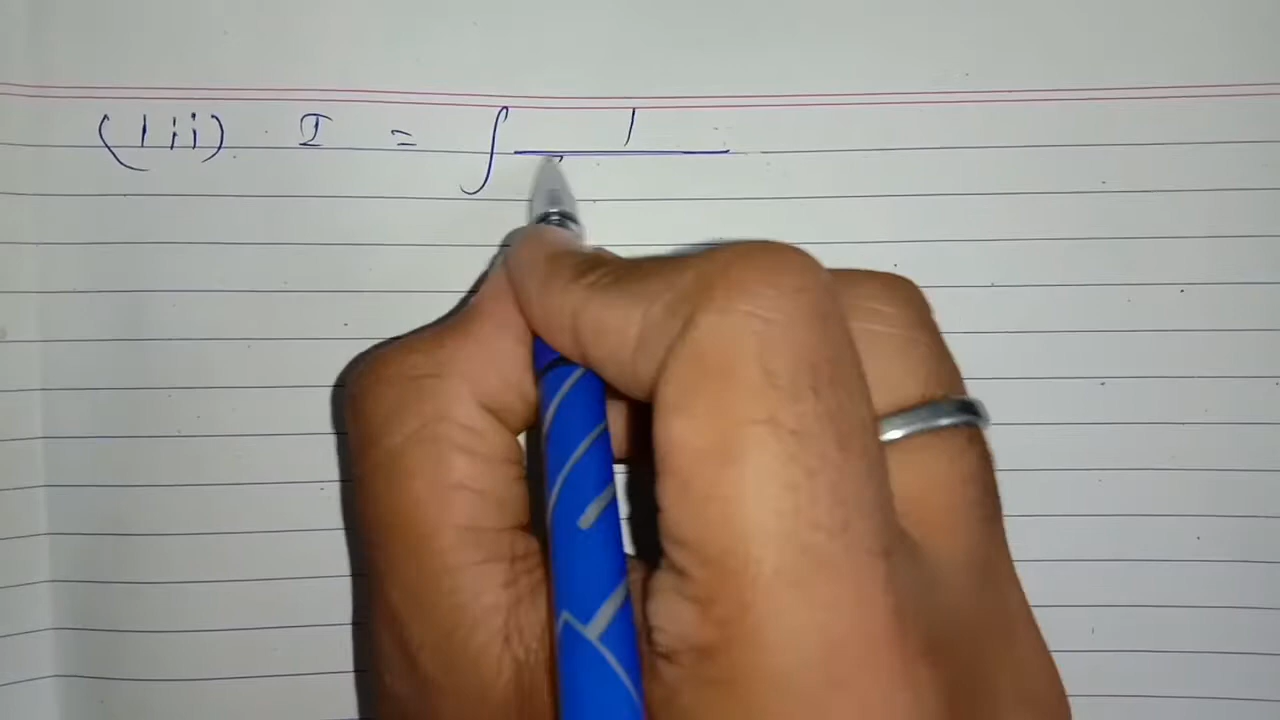 (iii) I = ∫ 1/